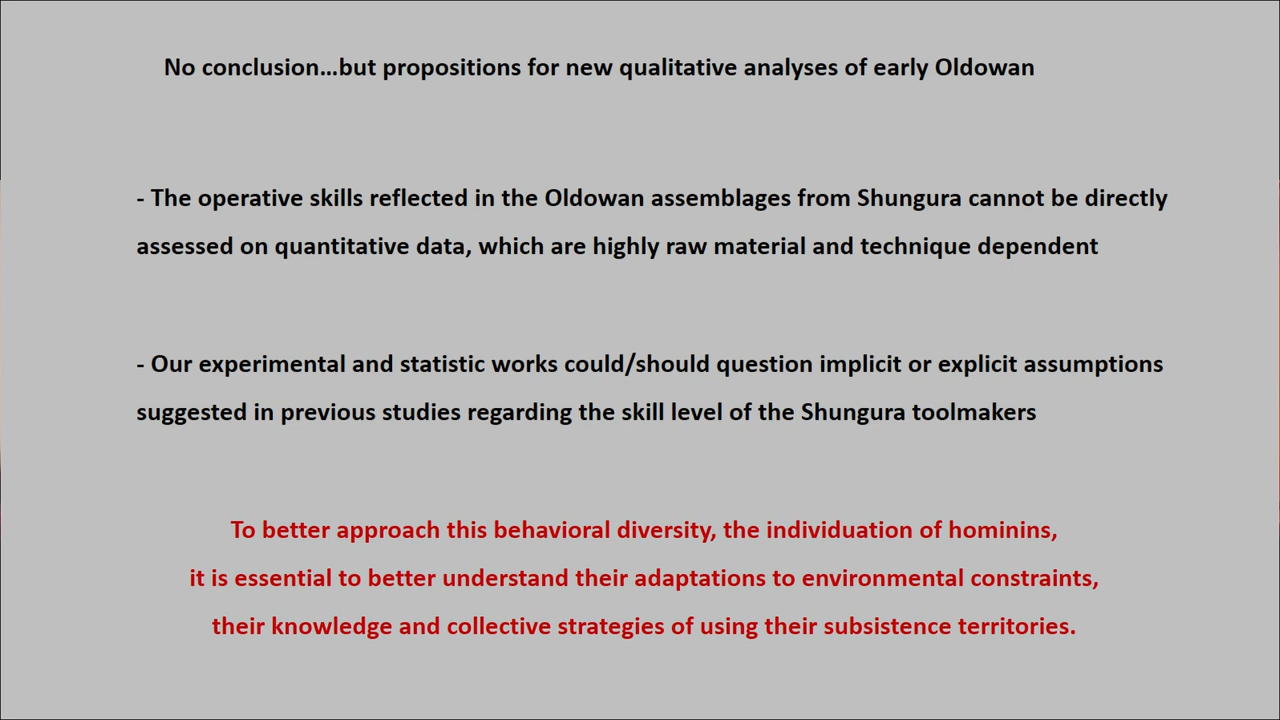 No conclusion...but propositions for new qualitative analyses of early Oldowan
- The operative skills reflected in the Oldowan assemblages from Shungura cannot be directly
assessed on quantitative data, which are highly raw material and technique dependent
- Our experimental and statistic works could/should question implicit or explicit assumptions
suggested in previous studies regarding the skill level of the Shungura toolmakers
To better approach this behavioral diversity, the individuation of hominins,
it is essential to better understand their adaptations to environmental constraints,
their knowledge and collective strategies of using their subsistence territories.